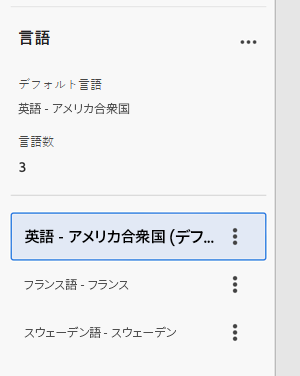 言語
デフォルト言語
英語 - アメリカ合衆国
言語数
3
英語 - アメリカ合衆国 (デフ...
フランス語 - フランス
スウェーデン語 - スウェーデン